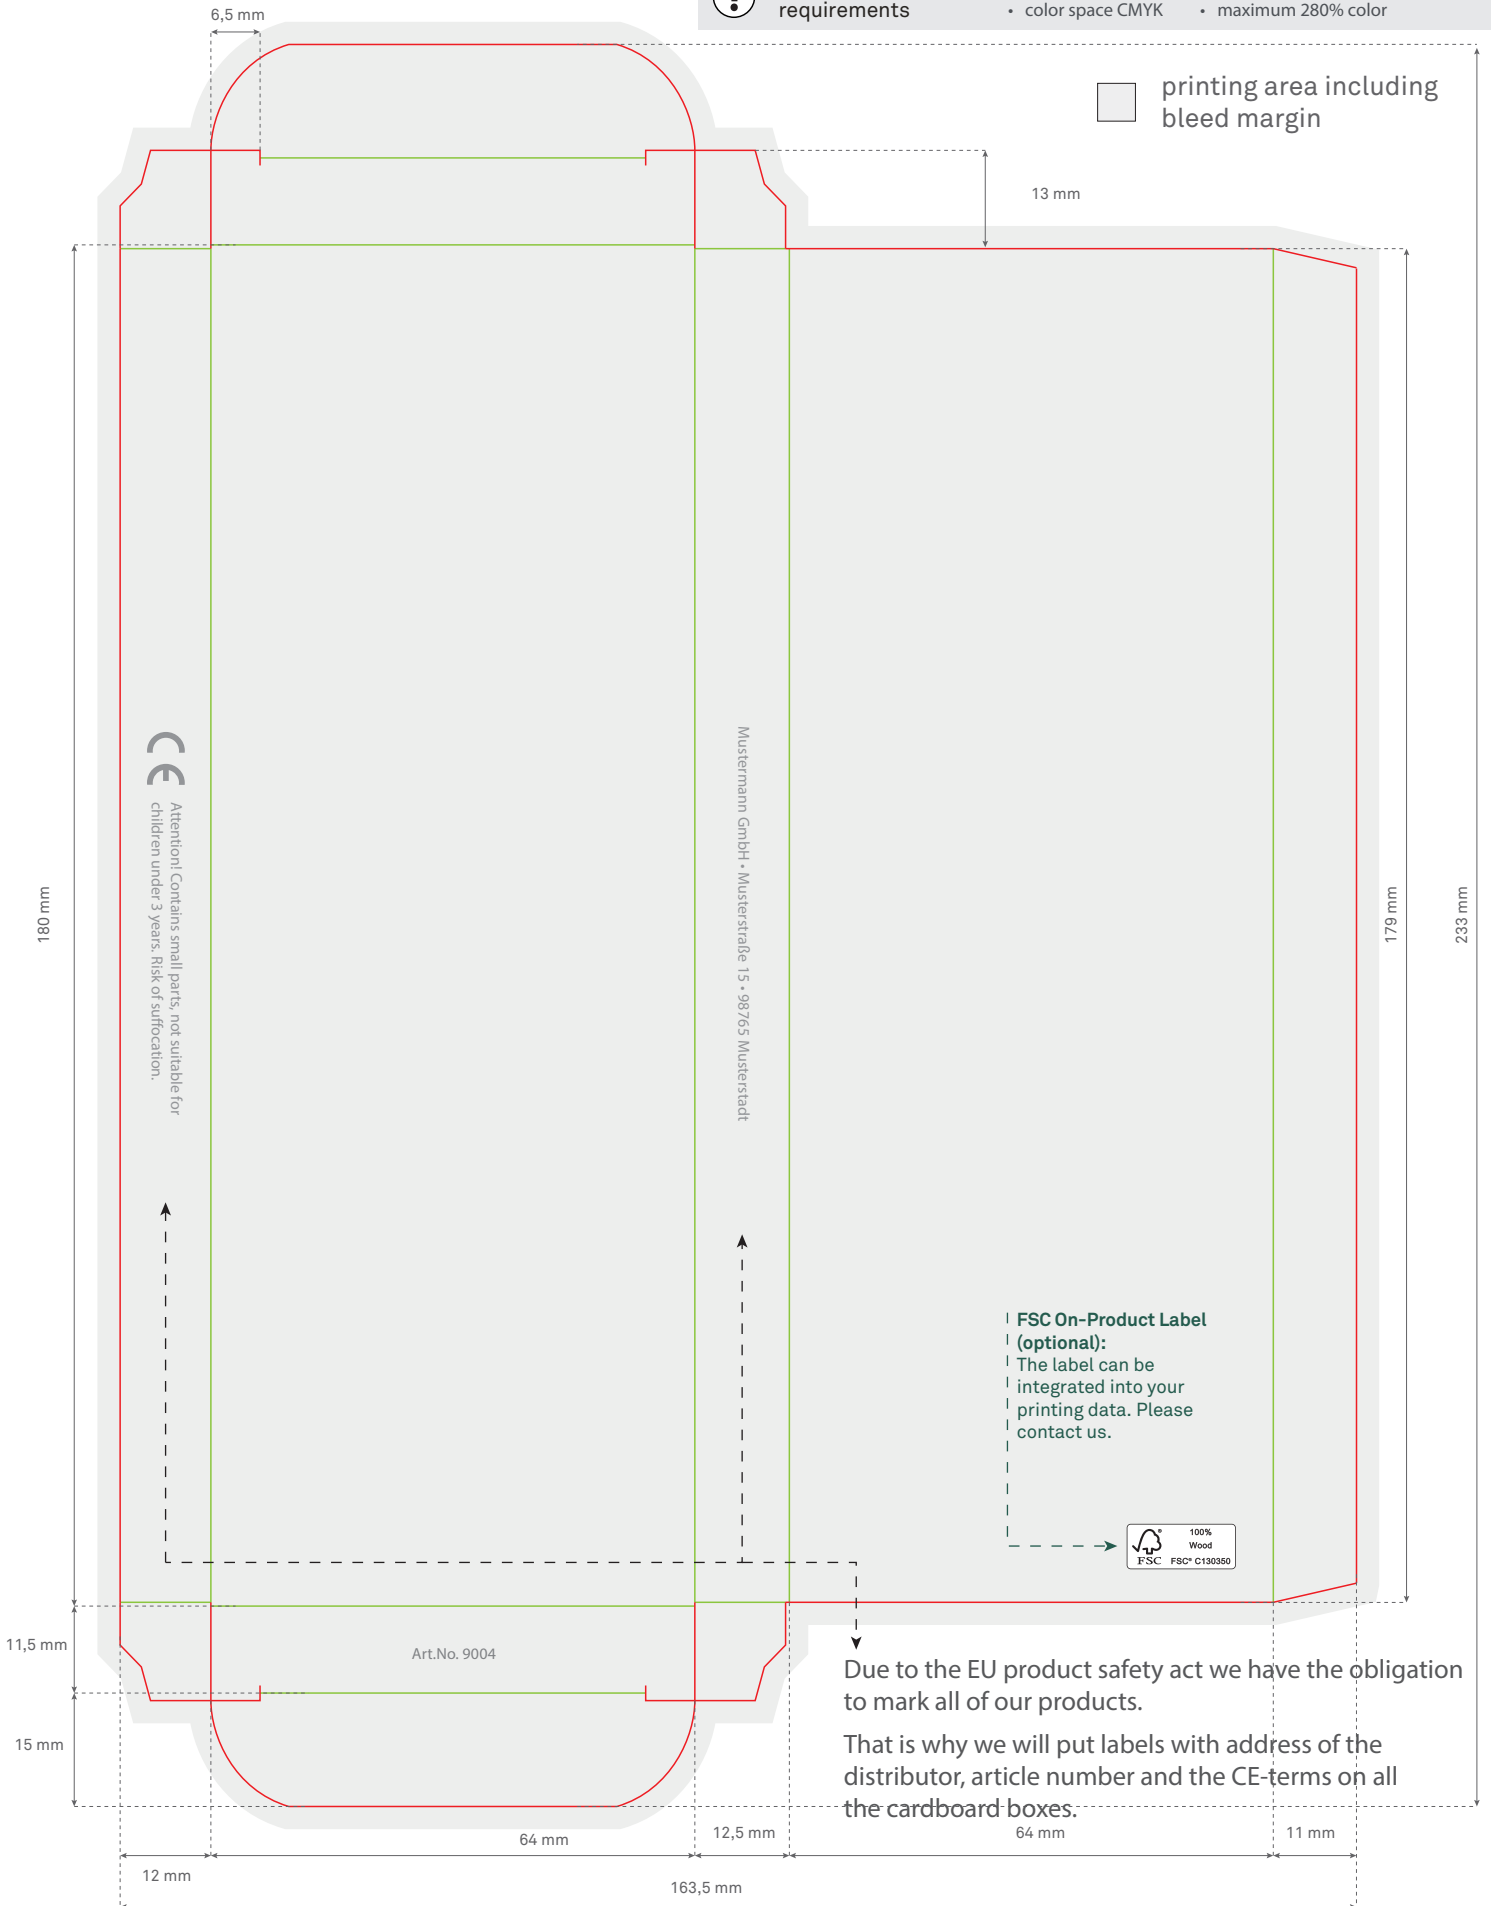 6,5 mm
requirements
• color space CMYK • maximum 280% color
printing area including
bleed margin
13 mm
CE
Attention! Contains small parts, not suitable for
children under 3 years. Risk of suffocation.
Mustermann GmbH • Musterstraße 15 • 98765 Musterstadt
180 mm
179 mm
233 mm
FSC On-Product Label
(optional):
The label can be
integrated into your
printing data. Please
contact us.
FSC
100%
Wood
FSC® C130350
11,5 mm
Art.No. 9004
15 mm
Due to the EU product safety act we have the obligation
to mark all of our products.
That is why we will put labels with address of the
distributor, article number and the CE-terms on all
the cardboard boxes.
64 mm
12,5 mm
64 mm
11 mm
12 mm
163,5 mm